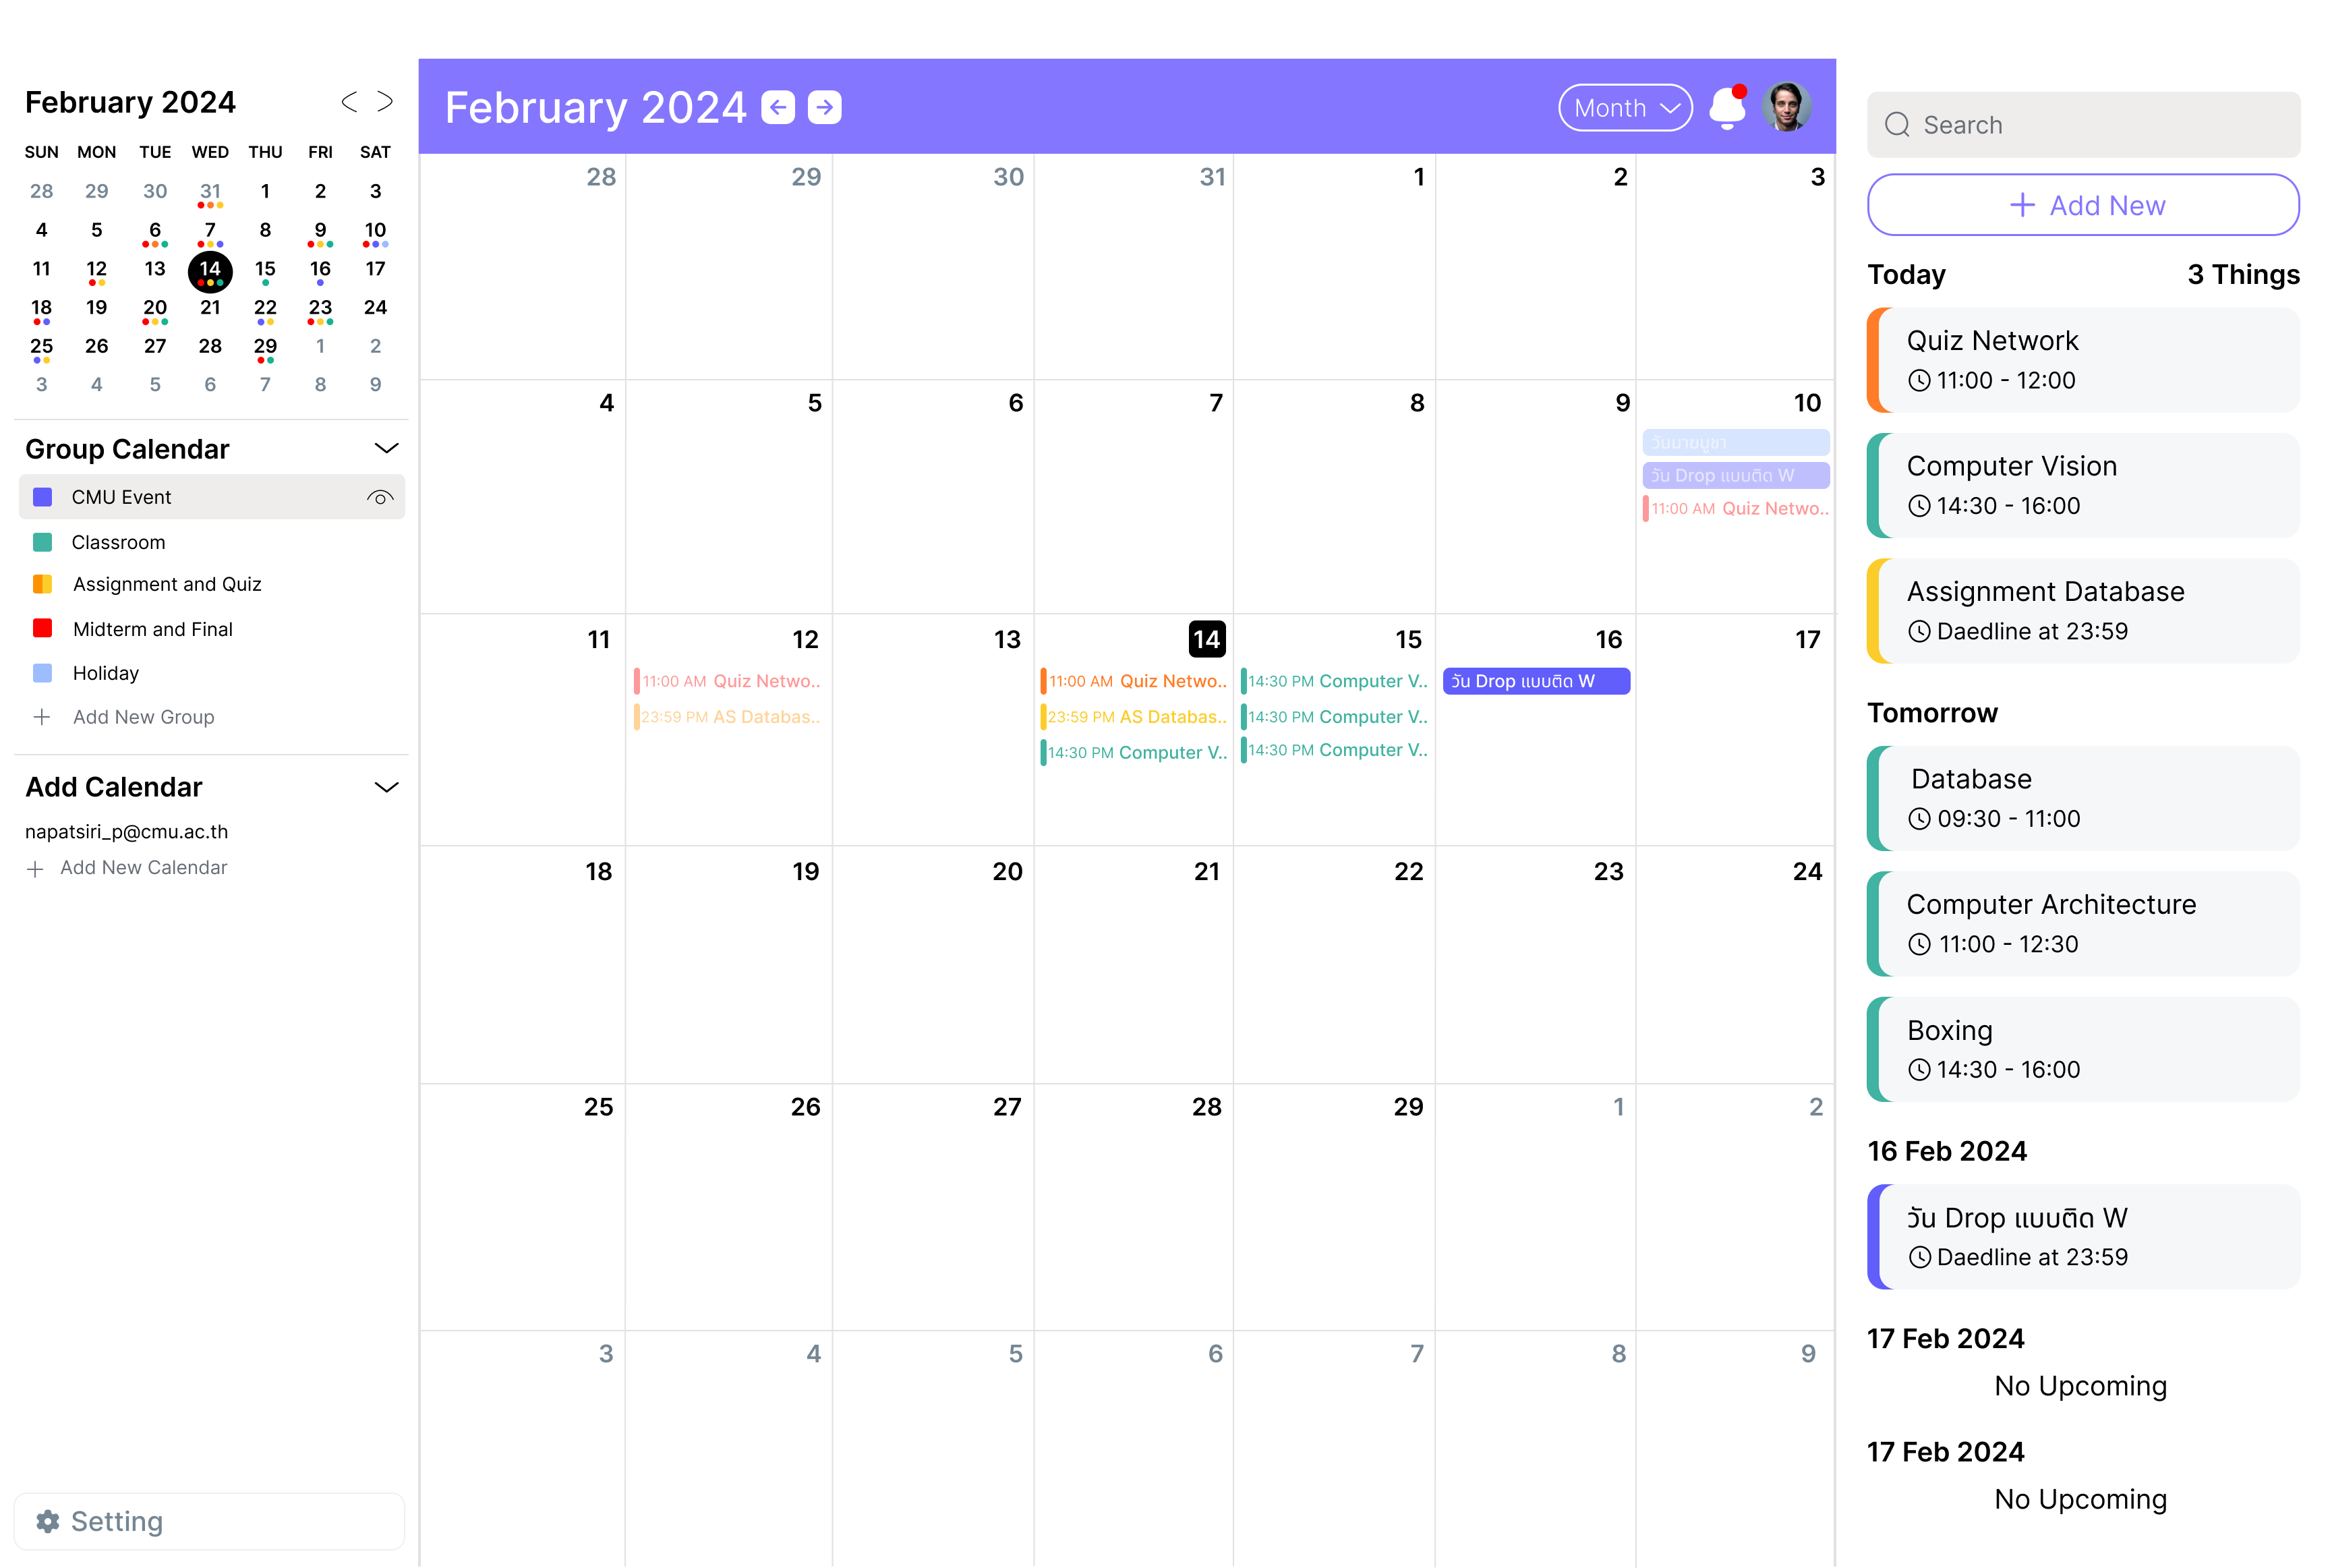 February 2024
SUN MON TUE WED THU FRI SAT
28 29 30 31 1 2 3
4 5 6 7 8 9 10
11 12 13 14 15 16 17
18 19 20 21 22 23 24
25 26 27 28 29 1 2
3 4 5 6 7 8 9
Group Calendar
CMU Event
Classroom
Assignment and Quiz
Midterm and Final
Holiday
Add New Group
Add Calendar
napatsiri_p@cmu.ac.th
Add New Calendar
Setting
February 2024
Month
28 29 30 31 1 2 3
4 5 6 7 8 9 10
วันมาฆบูชา
วัน Drop แบบติด W
11:00 AM Quiz Netwo..
11 12 13 14 15 16 17
11:00 AM Quiz Netwo..
23:59 PM AS Databas..
11:00 AM Quiz Netwo..
23:59 PM AS Databas..
14:30 PM Computer V..
14:30 PM Computer V..
14:30 PM Computer V..
14:30 PM Computer V..
วัน Drop แบบติด W
18 19 20 21 22 23 24
25 26 27 28 29 1 2
3 4 5 6 7 8 9
Search
Add New
Today 3 Things
Quiz Network
11:00 - 12:00
Computer Vision
14:30 - 16:00
Assignment Database
Daedline at 23:59
Tomorrow
Database
09:30 - 11:00
Computer Architecture
11:00 - 12:30
Boxing
14:30 - 16:00
16 Feb 2024
วัน Drop แบบติด W
Daedline at 23:59
17 Feb 2024
No Upcoming
17 Feb 2024
No Upcoming